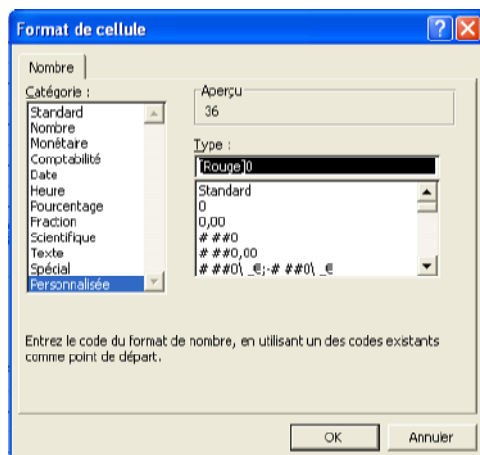 Format de cellule
Nombre
Catégorie :
Standard
Nombre
Monétaire
Comptabilité
Date
Heure
Pourcentage
Fraction
Scientifique
Texte
Spécial
Personnalisée
Aperçu
36
Type :
[Rouge]0
Standard
0
0,00
# ##0
# ##0,00
# ##0\ _€;-# ##0\ _€
Entrez le code du format de nombre, en utilisant un des codes existants
comme point de départ.
OK
Annuler